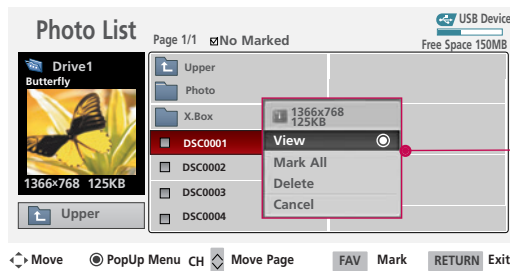 Photo List
Page 1/1 No Marked
USB Device
Free Space 150MB
Drive1
Butterfly
1366×768 125KB
Upper
Upper
Photo
X.Box
DSC0001
DSC0002
DSC0003
DSC0004
1366x768
125KB
View
Mark All
Delete
Cancel
Move PopUp Menu CH Move Page FAV Mark RETURN Exit